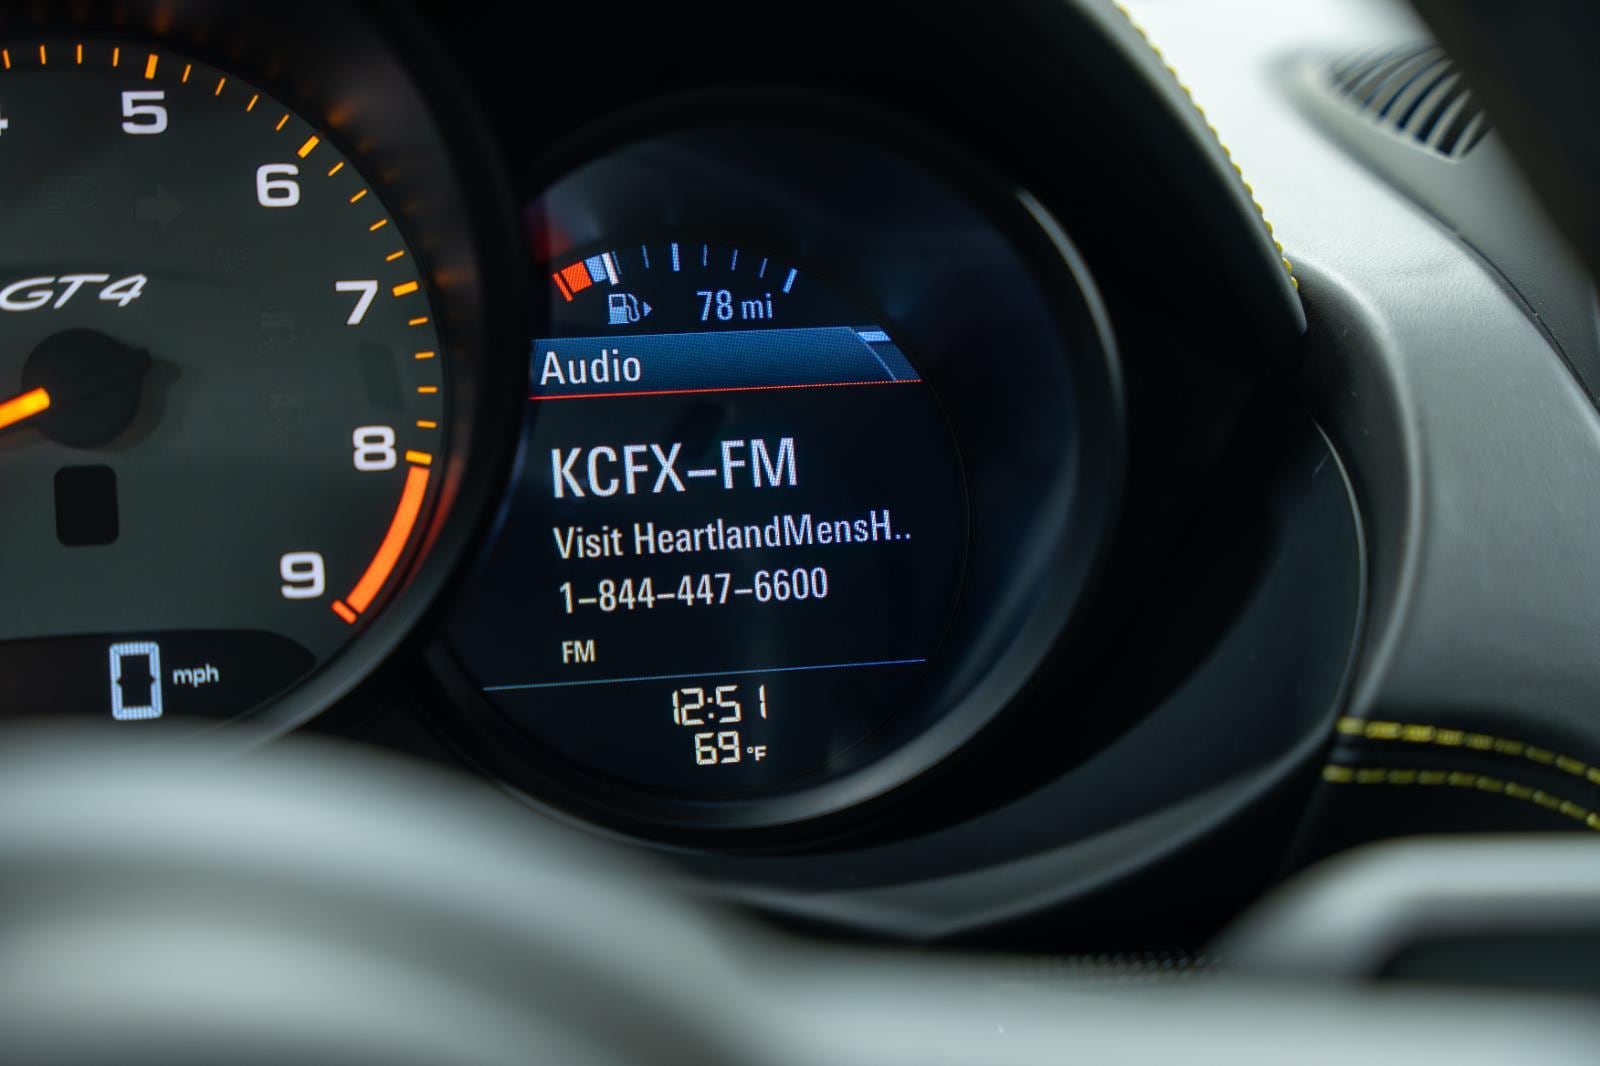 5
6
7
8
9
GT4
0 mph
78 mi
Audio
KCFX-FM
Visit HeartlandMensH..
1-844-447-6600
FM
12:51
69 °F